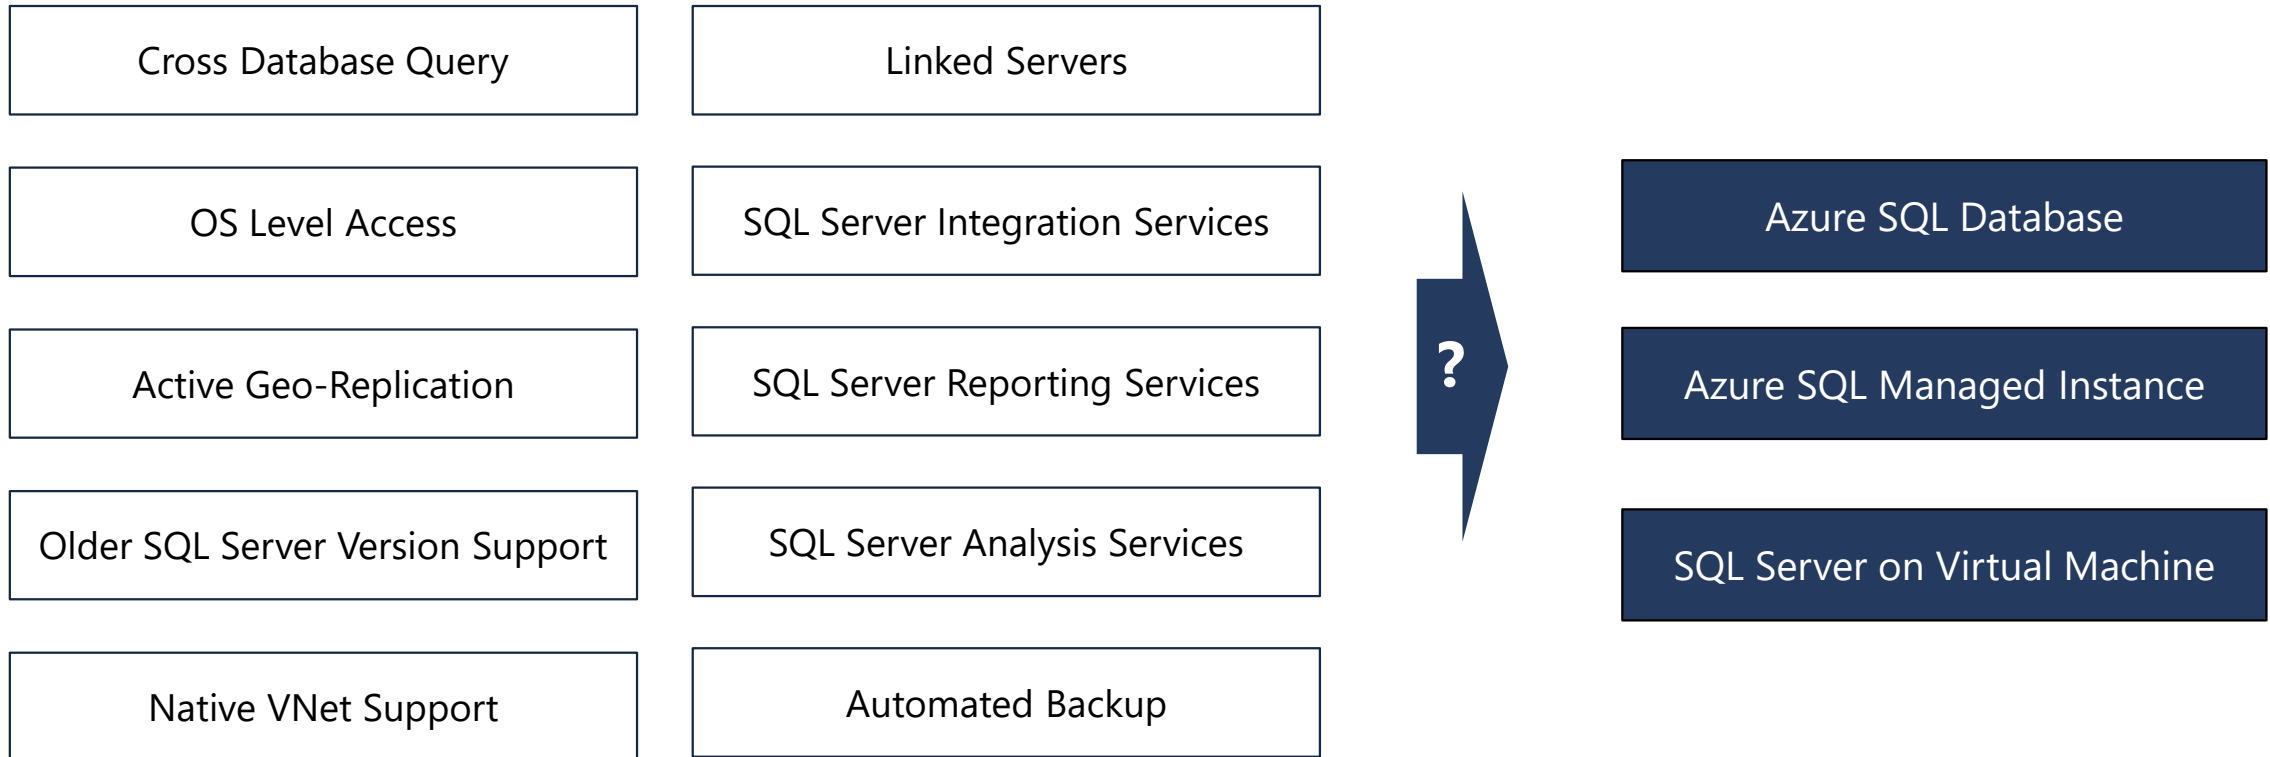 Cross Database Query
OS Level Access
Active Geo-Replication
Older SQL Server Version Support
Native VNet Support
Linked Servers
SQL Server Integration Services
SQL Server Reporting Services
SQL Server Analysis Services
Automated Backup
?
Azure SQL Database
Azure SQL Managed Instance
SQL Server on Virtual Machine